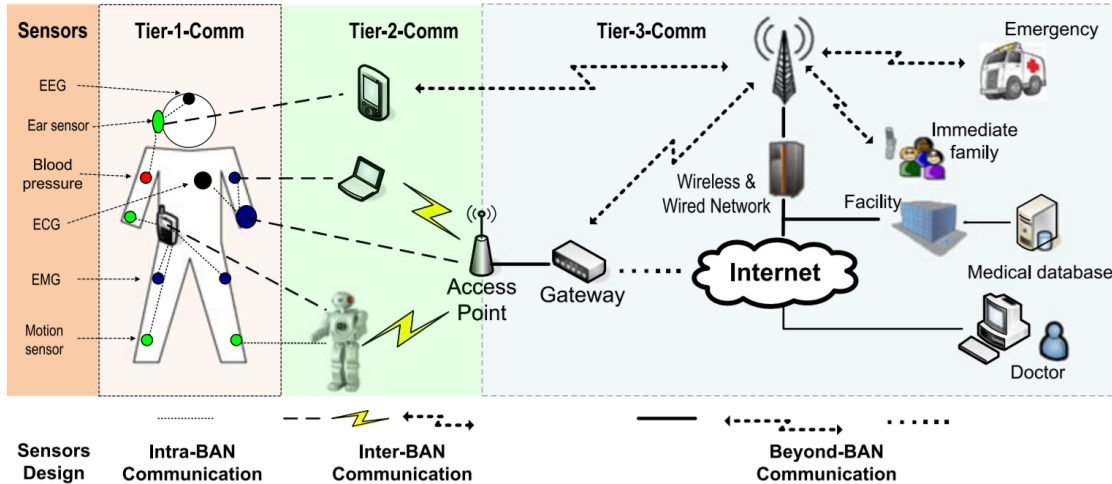 Sensors
Tier-1-Comm
Tier-2-Comm
Tier-3-Comm
Emergency
EEG
Ear sensor
Blood
pressure
ECG
EMG
Motion
sensor
Immediate
family
Wireless &
Wired Network
Facility
Medical database
Internet
Access
Point
Gateway
Doctor
Sensors
Design
Intra-BAN
Communication
Inter-BAN
Communication
Beyond-BAN
Communication